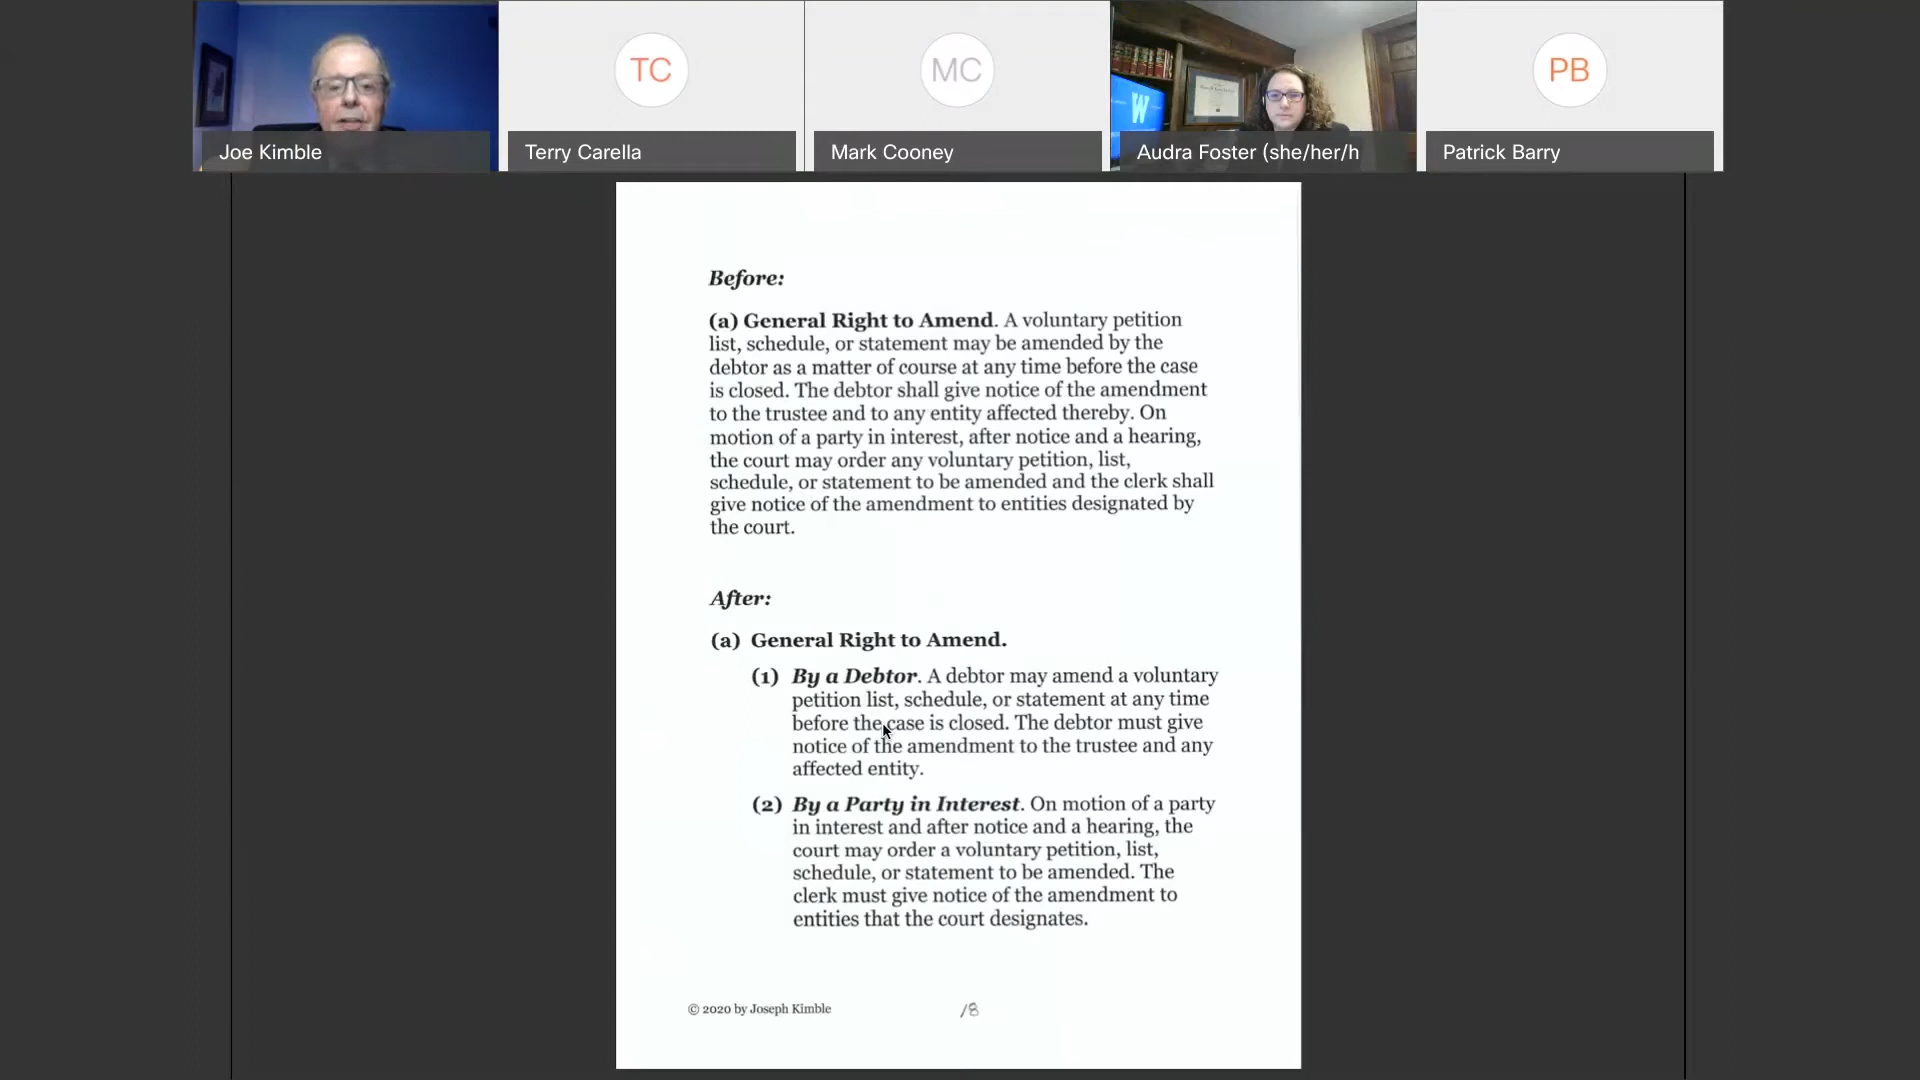 TC
MC
W
PB
Joe Kimble
Terry Carella
Mark Cooney
Audra Foster (she/her/h
Patrick Barry
Before:
(a) General Right to Amend. A voluntary petition
list, schedule, or statement may be amended by the
debtor as a matter of course at any time before the case
is closed. The debtor shall give notice of the amendment
to the trustee and to any entity affected thereby. On
motion of a party in interest, after notice and a hearing,
the court may order any voluntary petition, list,
schedule, or statement to be amended and the clerk shall
give notice of the amendment to entities designated by
the court.
After:
(a) General Right to Amend.
(1) By a Debtor. A debtor may amend a voluntary
petition list, schedule, or statement at any time
before the case is closed. The debtor must give
notice of the amendment to the trustee and any
affected entity.
(2) By a Party in Interest. On motion of a party
in interest and after notice and a hearing, the
court may order a voluntary petition, list,
schedule, or statement to be amended. The
clerk must give notice of the amendment to
entities that the court designates.
© 2020 by Joseph Kimble 18